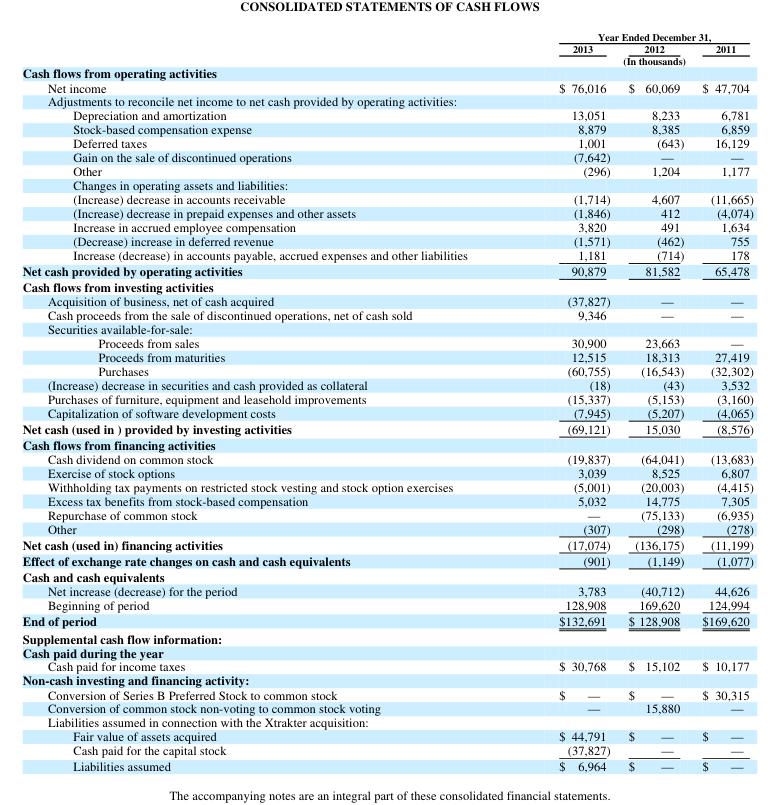 CONSOLIDATED STATEMENTS OF CASH FLOWS
Year Ended December 31,
2013 2012 2011
(In thousands)
Cash flows from operating activities
Net income $ 76,016 $ 60,069 $ 47,704
Adjustments to reconcile net income to net cash provided by operating activities:
Depreciation and amortization 13,051 8,233 6,781
Stock-based compensation expense 8,879 8,385 6,859
Deferred taxes 1,001 (643) 16,129
Gain on the sale of discontinued operations (7,642) — —
Other (296) 1,204 1,177
Changes in operating assets and liabilities:
(Increase) decrease in accounts receivable (1,714) 4,607 (11,665)
(Increase) decrease in prepaid expenses and other assets (1,846) 412 (4,074)
Increase in accrued employee compensation 3,820 491 1,634
(Decrease) increase in deferred revenue (1,571) (462) 755
Increase (decrease) in accounts payable, accrued expenses and other liabilities 1,181 (714) 178
Net cash provided by operating activities 90,879 81,582 65,478
Cash flows from investing activities
Acquisition of business, net of cash acquired (37,827) — —
Cash proceeds from the sale of discontinued operations, net of cash sold 9,346 — —
Securities available-for-sale:
Proceeds from sales 30,900 23,663 —
Proceeds from maturities 12,515 18,313 27,419
Purchases (60,755) (16,543) (32,302)
(Increase) decrease in securities and cash provided as collateral (18) (43) 3,532
Purchases of furniture, equipment and leasehold improvements (15,337) (5,153) (3,160)
Capitalization of software development costs (7,945) (5,207) (4,065)
Net cash (used in ) provided by investing activities (69,121) 15,030 (8,576)
Cash flows from financing activities
Cash dividend on common stock (19,837) (64,041) (13,683)
Exercise of stock options 3,039 8,525 6,807
Withholding tax payments on restricted stock vesting and stock option exercises (5,001) (20,003) (4,415)
Excess tax benefits from stock-based compensation 5,032 14,775 7,305
Repurchase of common stock — (75,133) (6,935)
Other (307) (298) (278)
Net cash (used in) financing activities (17,074) (136,175) (11,199)
Effect of exchange rate changes on cash and cash equivalents (901) (1,149) (1,077)
Cash and cash equivalents
Net increase (decrease) for the period 3,783 (40,712) 44,626
Beginning of period 128,908 169,620 124,994
End of period $132,691 $ 128,908 $169,620
Supplemental cash flow information:
Cash paid during the year
Cash paid for income taxes $ 30,768 $ 15,102 $ 10,177
Non-cash investing and financing activity:
Conversion of Series B Preferred Stock to common stock $ — $ — $ 30,315
Conversion of common stock non-voting to common stock voting — 15,880 —
Liabilities assumed in connection with the Xtrakter acquisition:
Fair value of assets acquired $ 44,791 $ — $ —
Cash paid for the capital stock (37,827) — —
Liabilities assumed $ 6,964 $ — $ —
The accompanying notes are an integral part of these consolidated financial statements.